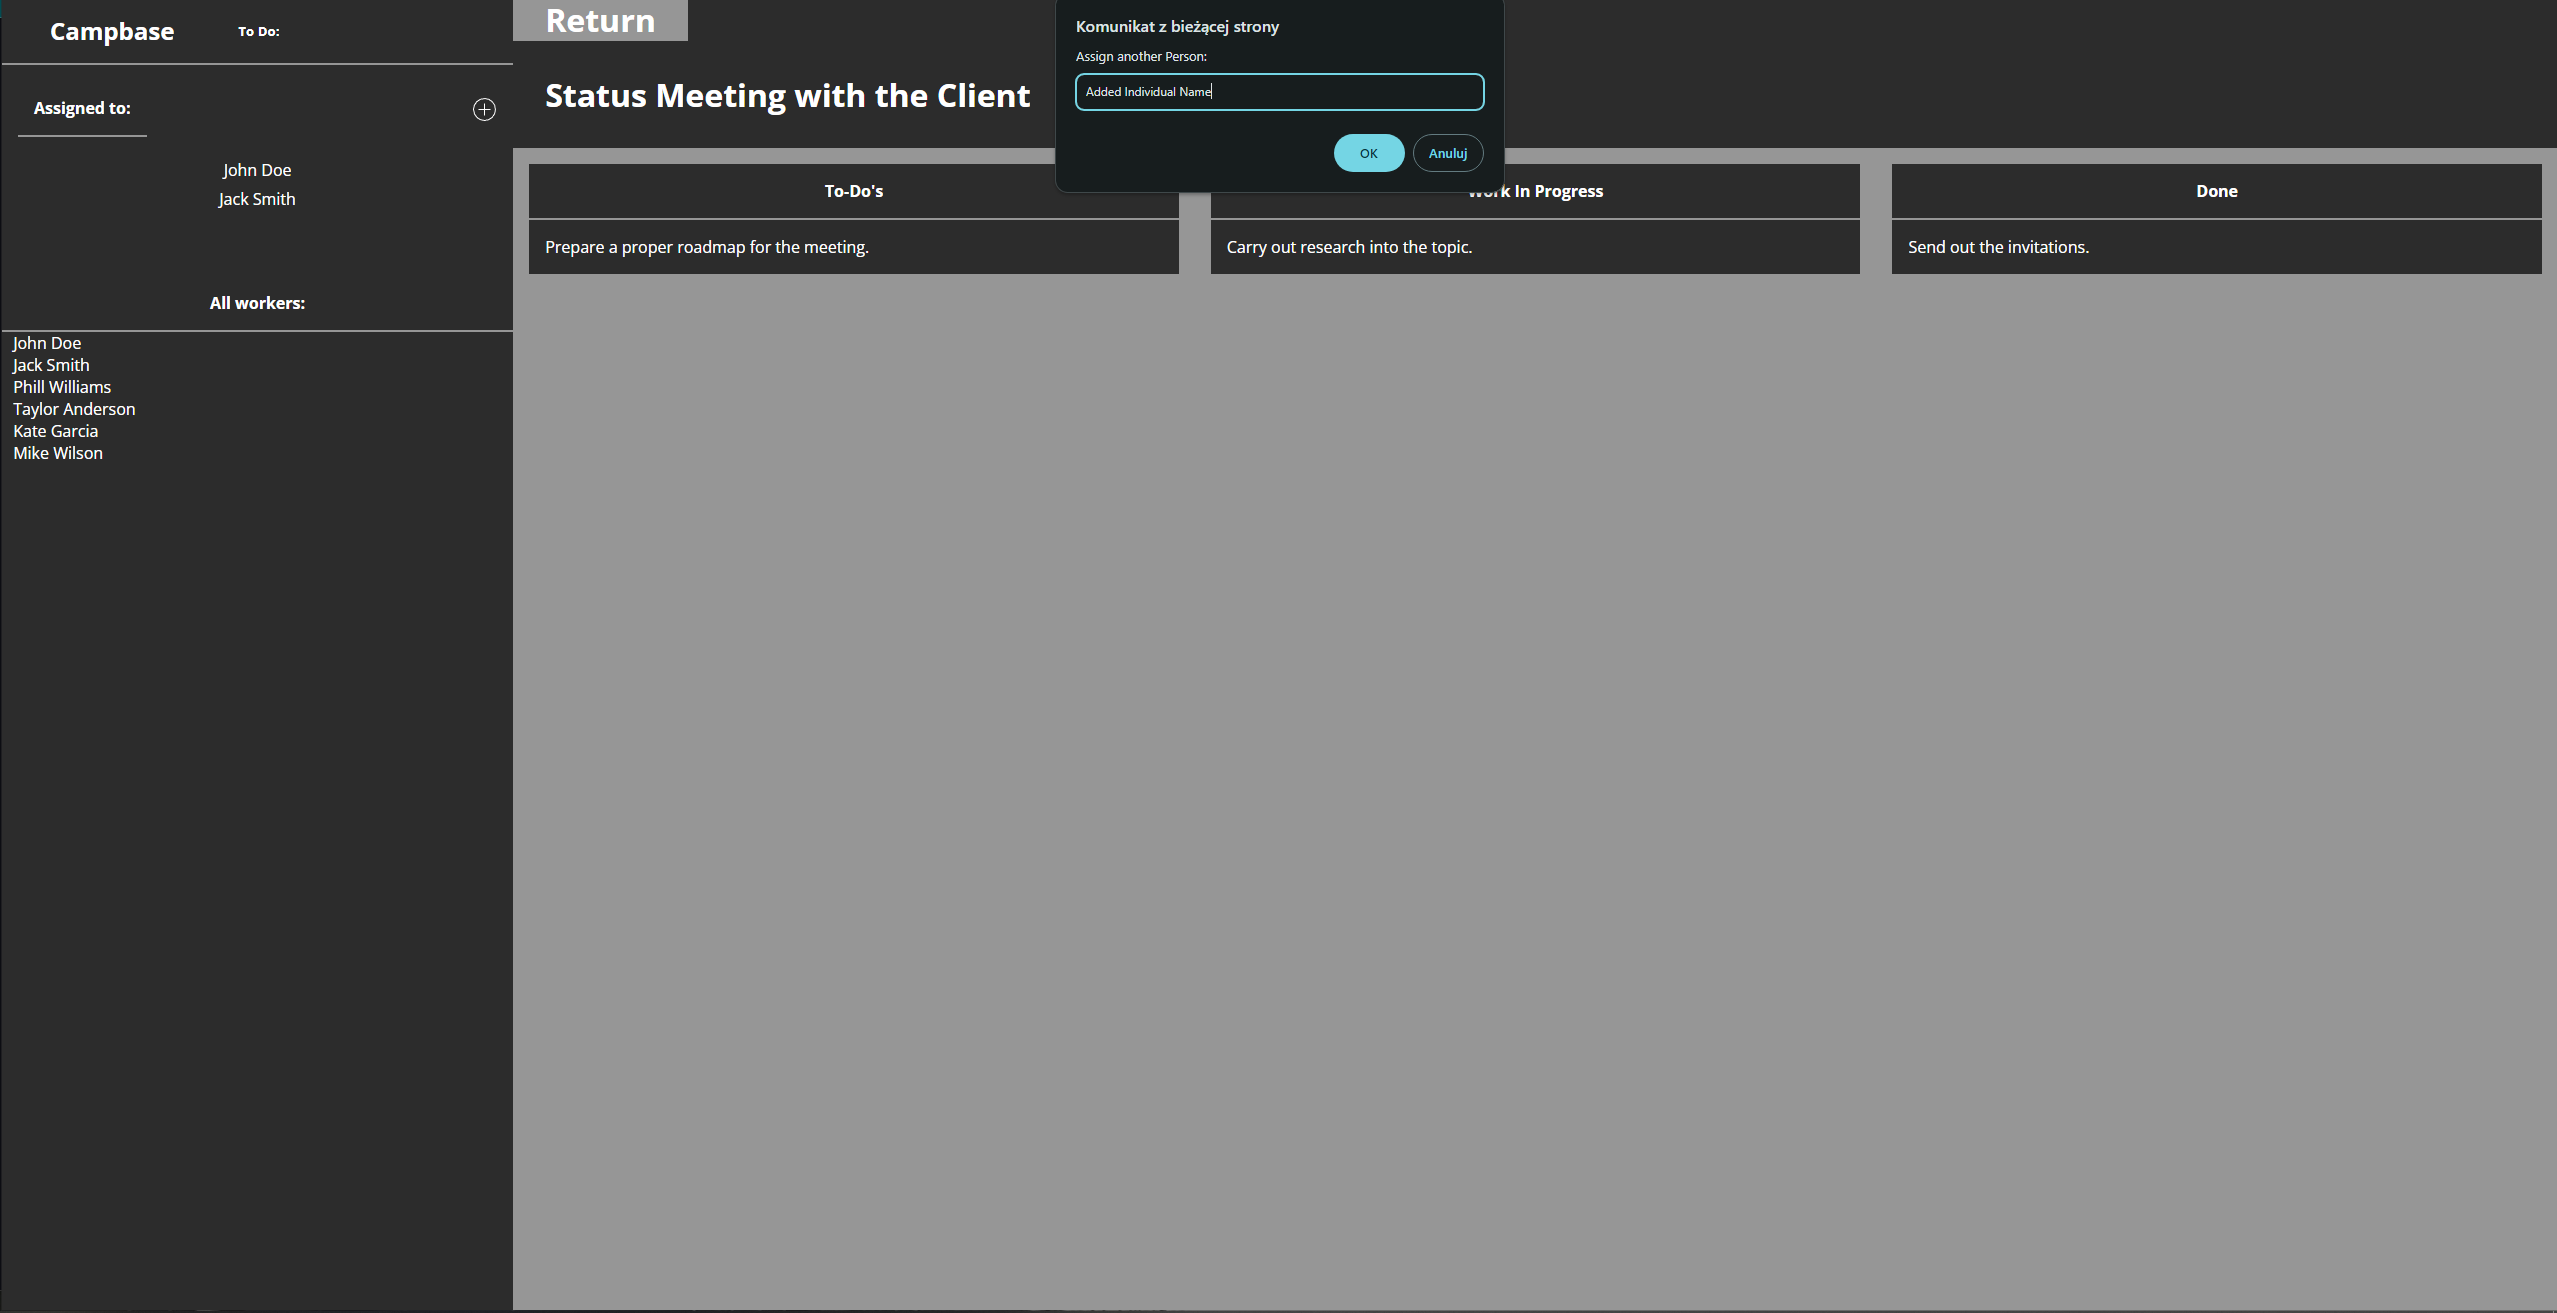 Campbase
To Do:
Assigned to:
John Doe
Jack Smith
All workers:
John Doe
Jack Smith
Phill Williams
Taylor Anderson
Kate Garcia
Mike Wilson
Return
Status Meeting with the Client
Komunikat z bieżącej strony
Assign another Person:
Added Individual Name
OK
Anuluj
To-Do's
Prepare a proper roadmap for the meeting.
Work In Progress
Carry out research into the topic.
Done
Send out the invitations.